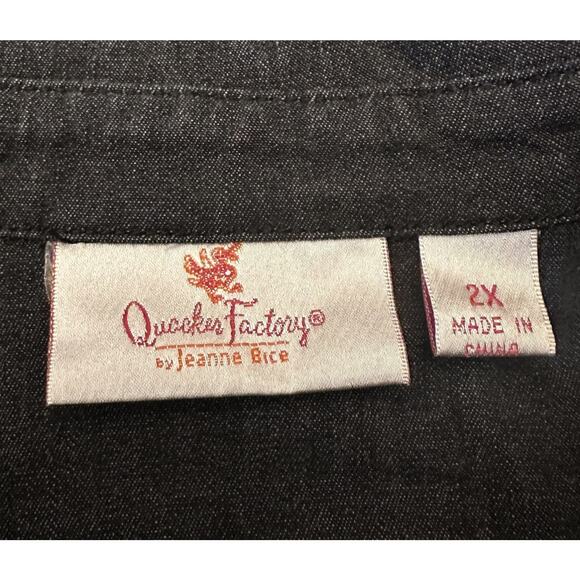 Quacker Factory®
by Jeanne Bice
2X
MADE IN
CHINA